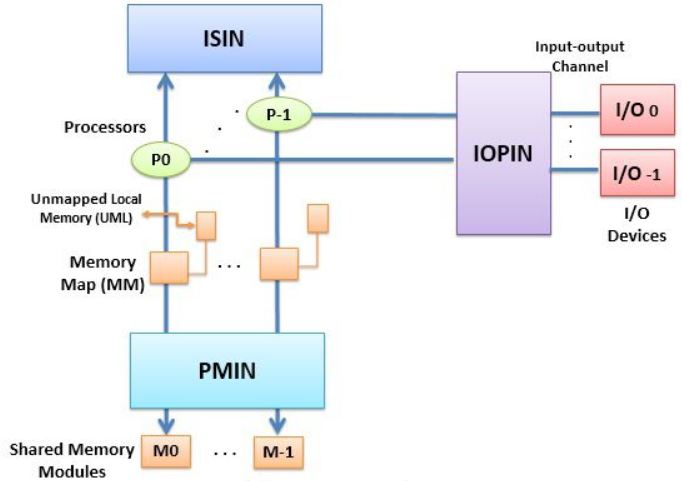 ISIN
Input-output
Channel
P-1
I/O 0
Processors
IOPIN
P0
I/O -1
Unmapped Local
Memory (UML)
I/O
Devices
Memory
Map (MM)
. . .
PMIN
Shared Memory
Modules
M0
. . .
M-1